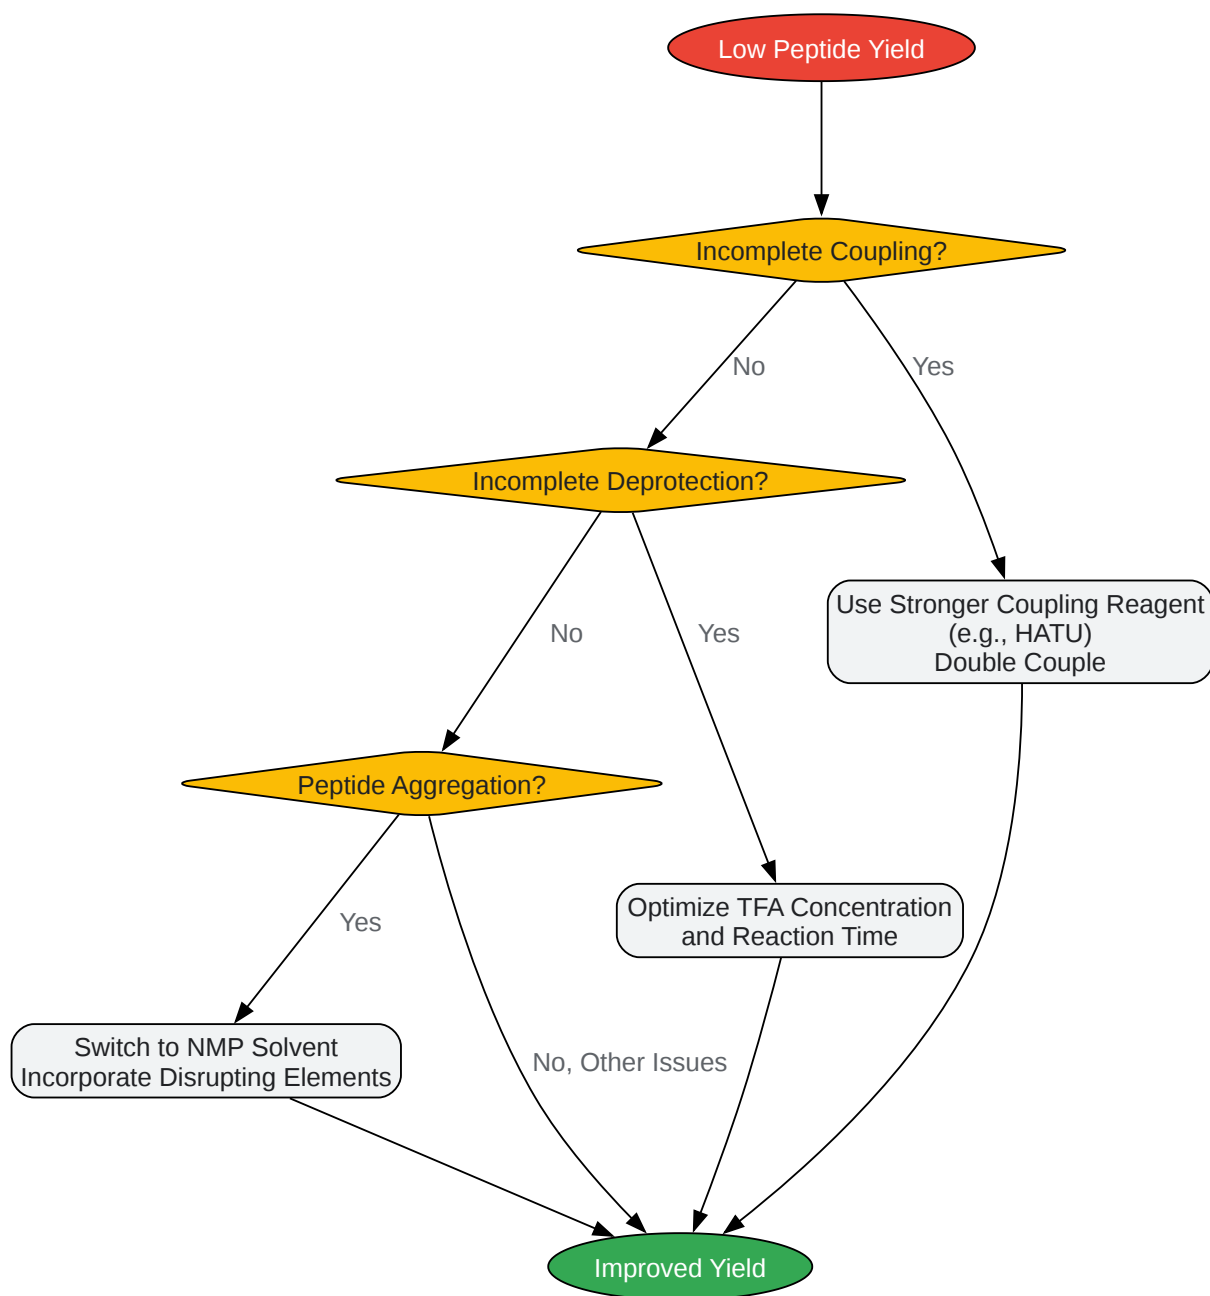 Low Peptide Yield
Incomplete Coupling?
No
Yes
Incomplete Deprotection?
Use Stronger Coupling Reagent
(e.g., HATU)
Double Couple
No
Yes
Peptide Aggregation?
Optimize TFA Concentration
and Reaction Time
Yes
Switch to NMP Solvent
Incorporate Disrupting Elements
No, Other Issues
Improved Yield